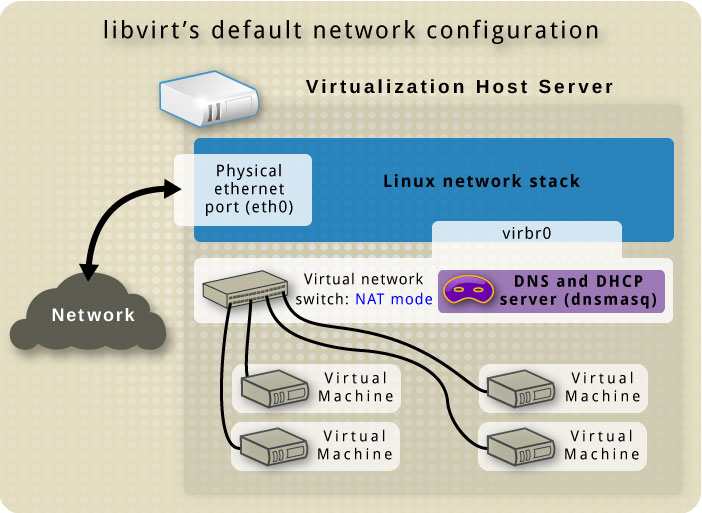 libvirt's default network configuration
Virtualization Host Server
Physical
ethernet
port (eth0)
Linux network stack
virbr0
Virtual network
switch: NAT mode
DNS and DHCP
server (dnsmasq)
Network
Virtual
Machine
Virtual
Machine
Virtual
Machine
Virtual
Machine